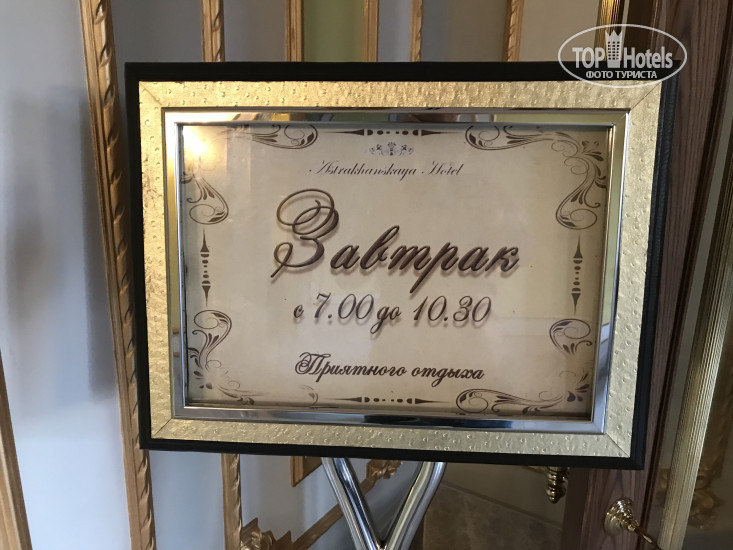 TOP Hotels
ФОТО ТУРИСТА
Astrakhanskaya Hotel
Завтрак
с 7.00 до 10.30
Приятного отдыха